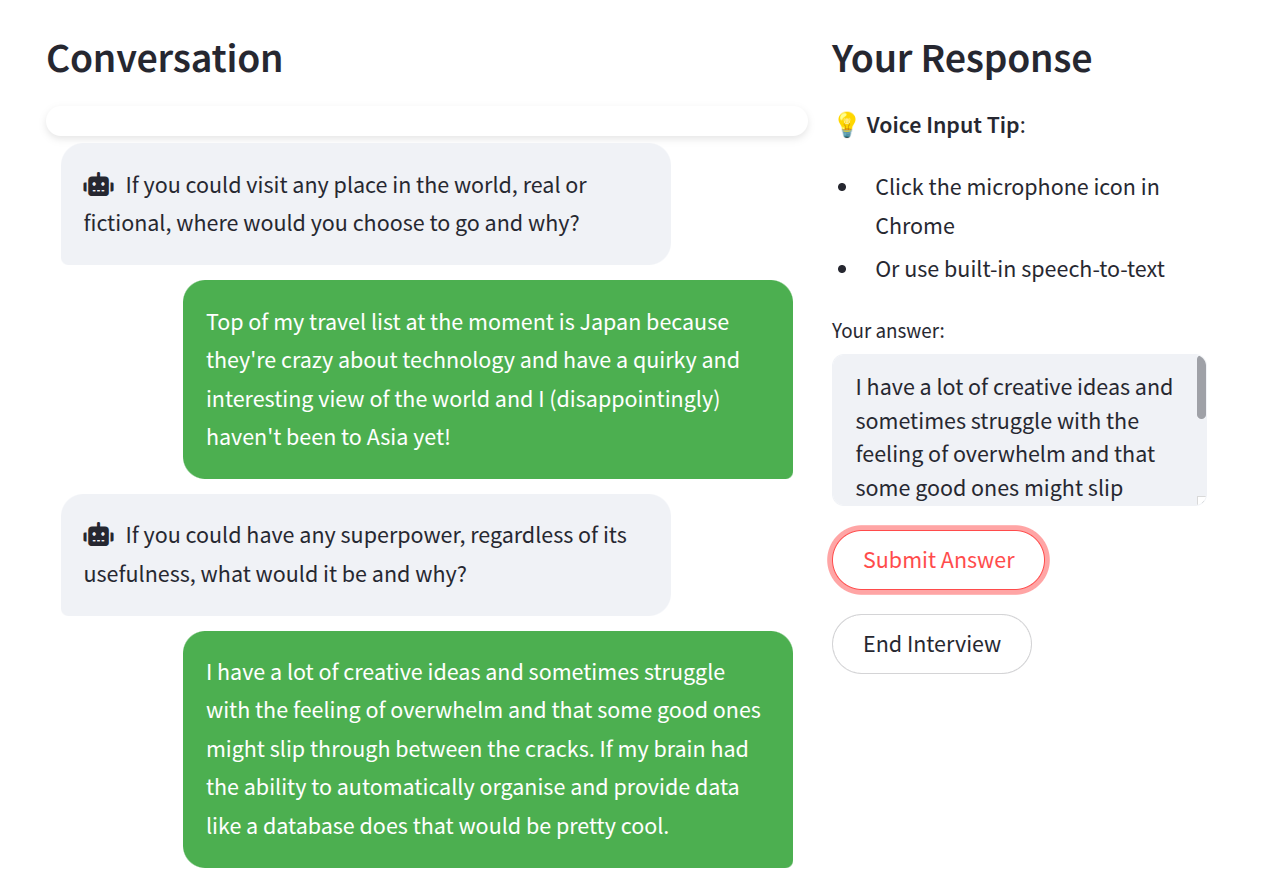 Conversation
If you could visit any place in the world, real or
fictional, where would you choose to go and why?
Top of my travel list at the moment is Japan because
they're crazy about technology and have a quirky and
interesting view of the world and I (disappointingly)
haven't been to Asia yet!
If you could have any superpower, regardless of its
usefulness, what would it be and why?
I have a lot of creative ideas and sometimes struggle
with the feeling of overwhelm and that some good ones
might slip through between the cracks. If my brain had
the ability to automatically organise and provide data
like a database does that would be pretty cool.
Your Response
Voice Input Tip:
Click the microphone icon in
Chrome
Or use built-in speech-to-text
Your answer:
I have a lot of creative ideas and
sometimes struggle with the
feeling of overwhelm and that
some good ones might slip
Submit Answer
End Interview